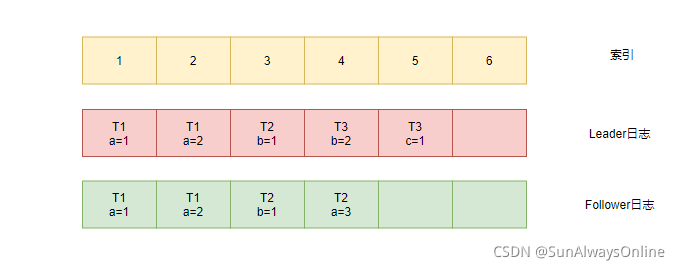 1 2 3 4 5 6 索引
T1 T1 T2 T3 T3 Leader日志
a=1 a=2 b=1 b=2 c=1
T1 T1 T2 T2 Follower日志
a=1 a=2 b=1 a=3
CSDN @SunAlwaysOnline